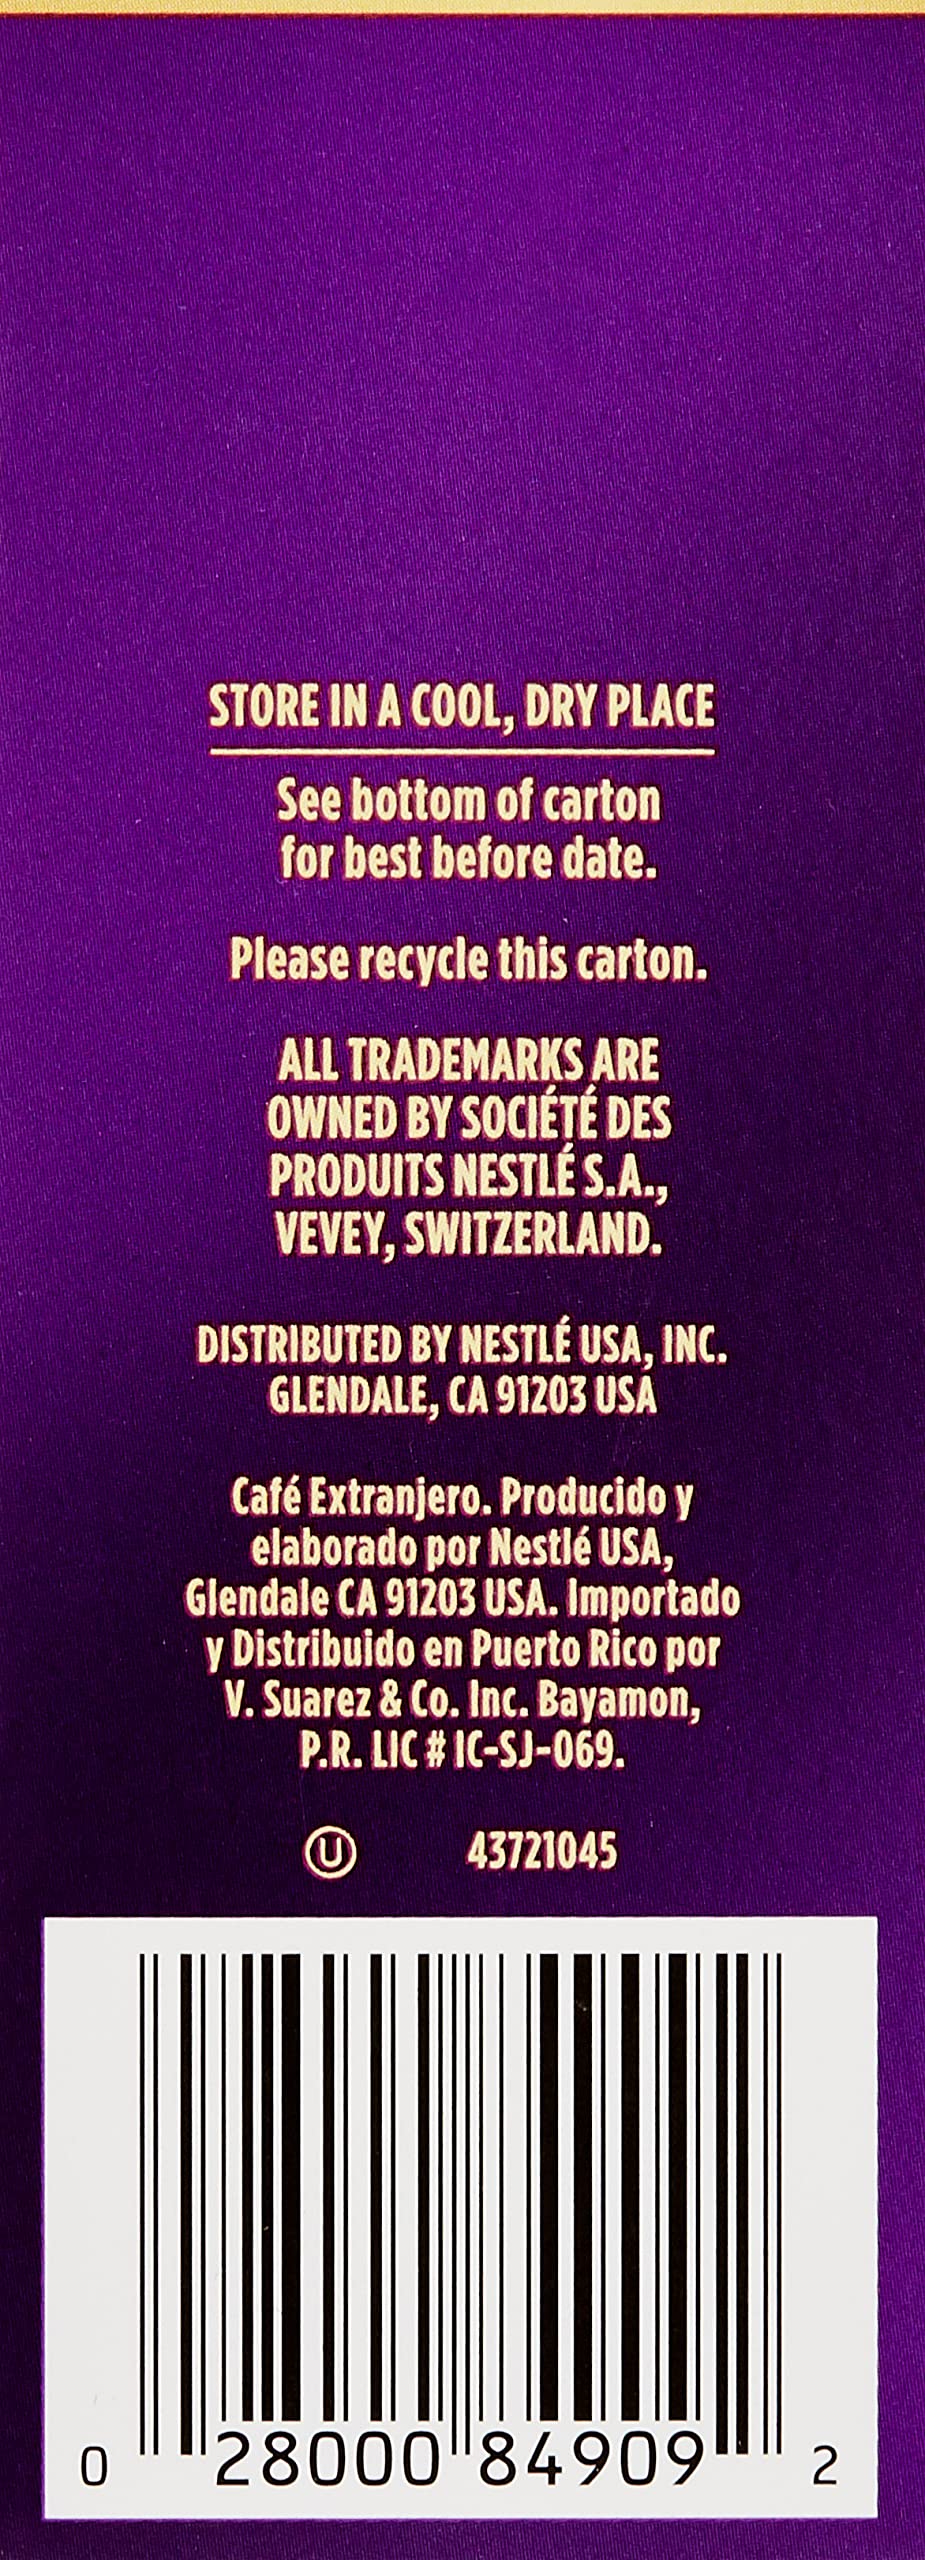 STORE IN A COOL, DRY PLACE
See bottom of carton
for best before date.
Please recycle this carton.
ALL TRADEMARKS ARE
OWNED BY SOCIÉTÉ DES
PRODUITS NESTLÉ S.A.,
VEVEY, SWITZERLAND.
DISTRIBUTED BY NESTLÉ USA, INC.
GLENDALE, CA 91203 USA
Café Extranjero. Producido y
elaborado por Nestlé USA,
Glendale CA 91203 USA. Importado
y Distribuido en Puerto Rico por
V. Suarez & Co. Inc. Bayamon,
P.R. LIC # IC-SJ-069.
Ⓤ 43721045
0 28000 84909 2